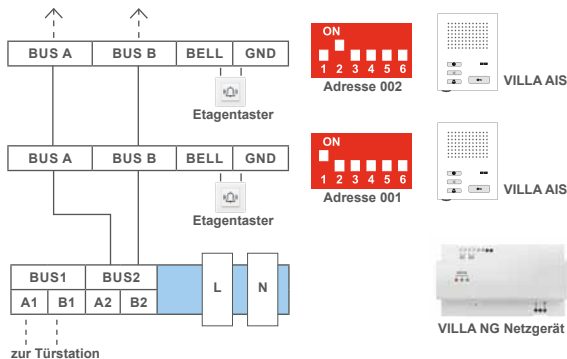 BUS A BUS B BELL GND
Etagentaster
ON
1 2 3 4 5 6
Adresse 002
VILLA AIS
BUS A BUS B BELL GND
Etagentaster
ON
1 2 3 4 5 6
Adresse 001
VILLA AIS
BUS1 BUS2
A1 B1 A2 B2
L N
zur Türstation
VILLA NG Netzgerät